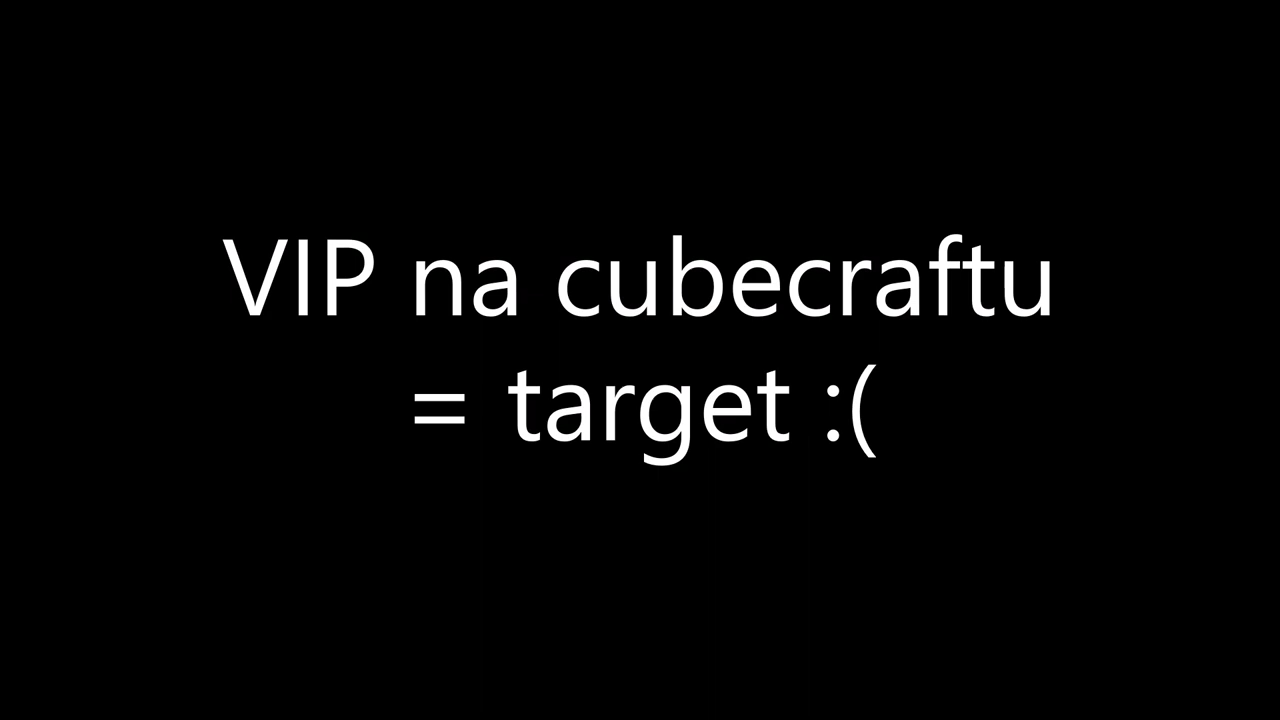 VIP na cubecraftu
= target :(